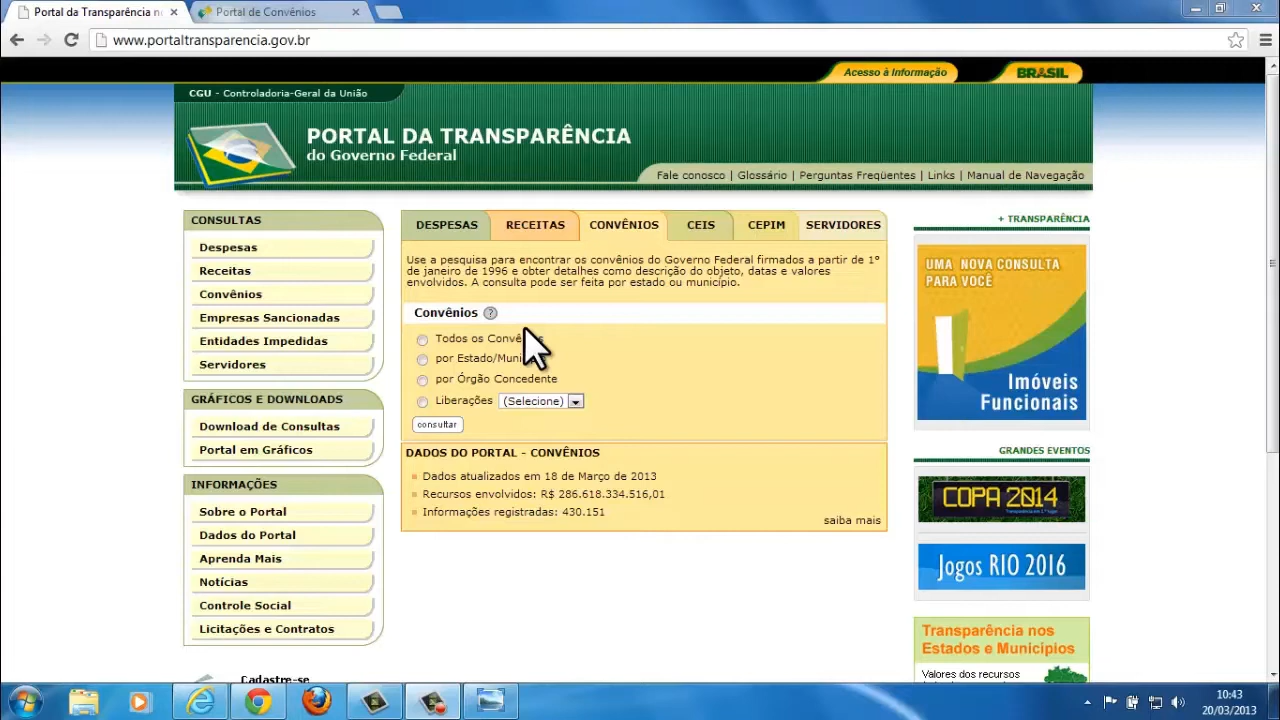 Portal da Transparência no
Portal de Convênios
www.portaltransparencia.gov.br
Acesso à Informação
BRASIL
CGU - Controladoria-Geral da União
PORTAL DA TRANSPARÊNCIA
do Governo Federal
Fale conosco | Glossário | Perguntas Freqüentes | Links | Manual de Navegação
CONSULTAS
Despesas
Receitas
Convênios
Empresas Sancionadas
Entidades Impedidas
Servidores
GRÁFICOS E DOWNLOADS
Download de Consultas
Portal em Gráficos
INFORMAÇÕES
Sobre o Portal
Dados do Portal
Aprenda Mais
Notícias
Controle Social
Licitações e Contratos
Cadastre-se
DESPESAS RECEITAS CONVÊNIOS CEIS CEPIM SERVIDORES
Use a pesquisa para encontrar os convênios do Governo Federal firmados a partir de 1°
de janeiro de 1996 e obter detalhes como descrição do objeto, datas e valores
envolvidos. A consulta pode ser feita por estado ou município.
Convênios ?
Todos os
por
por Órgão Concedente
Liberações (Selecione)
consultar
DADOS DO PORTAL - CONVÊNIOS
Dados atualizados em 18 de Março de 2013
Recursos envolvidos: R$ 286.618.334.516,01
Informações registradas: 430.151
saiba mais
+ TRANSPARÊNCIA
UMA NOVA CONSULTA
PARA VOCÊ
Imóveis
Funcionais
GRANDES EVENTOS
COPA 2014
Jogos RIO 2016
Transparência nos
Estados e Municípios
Valores dos recursos
10:43
20/03/2013